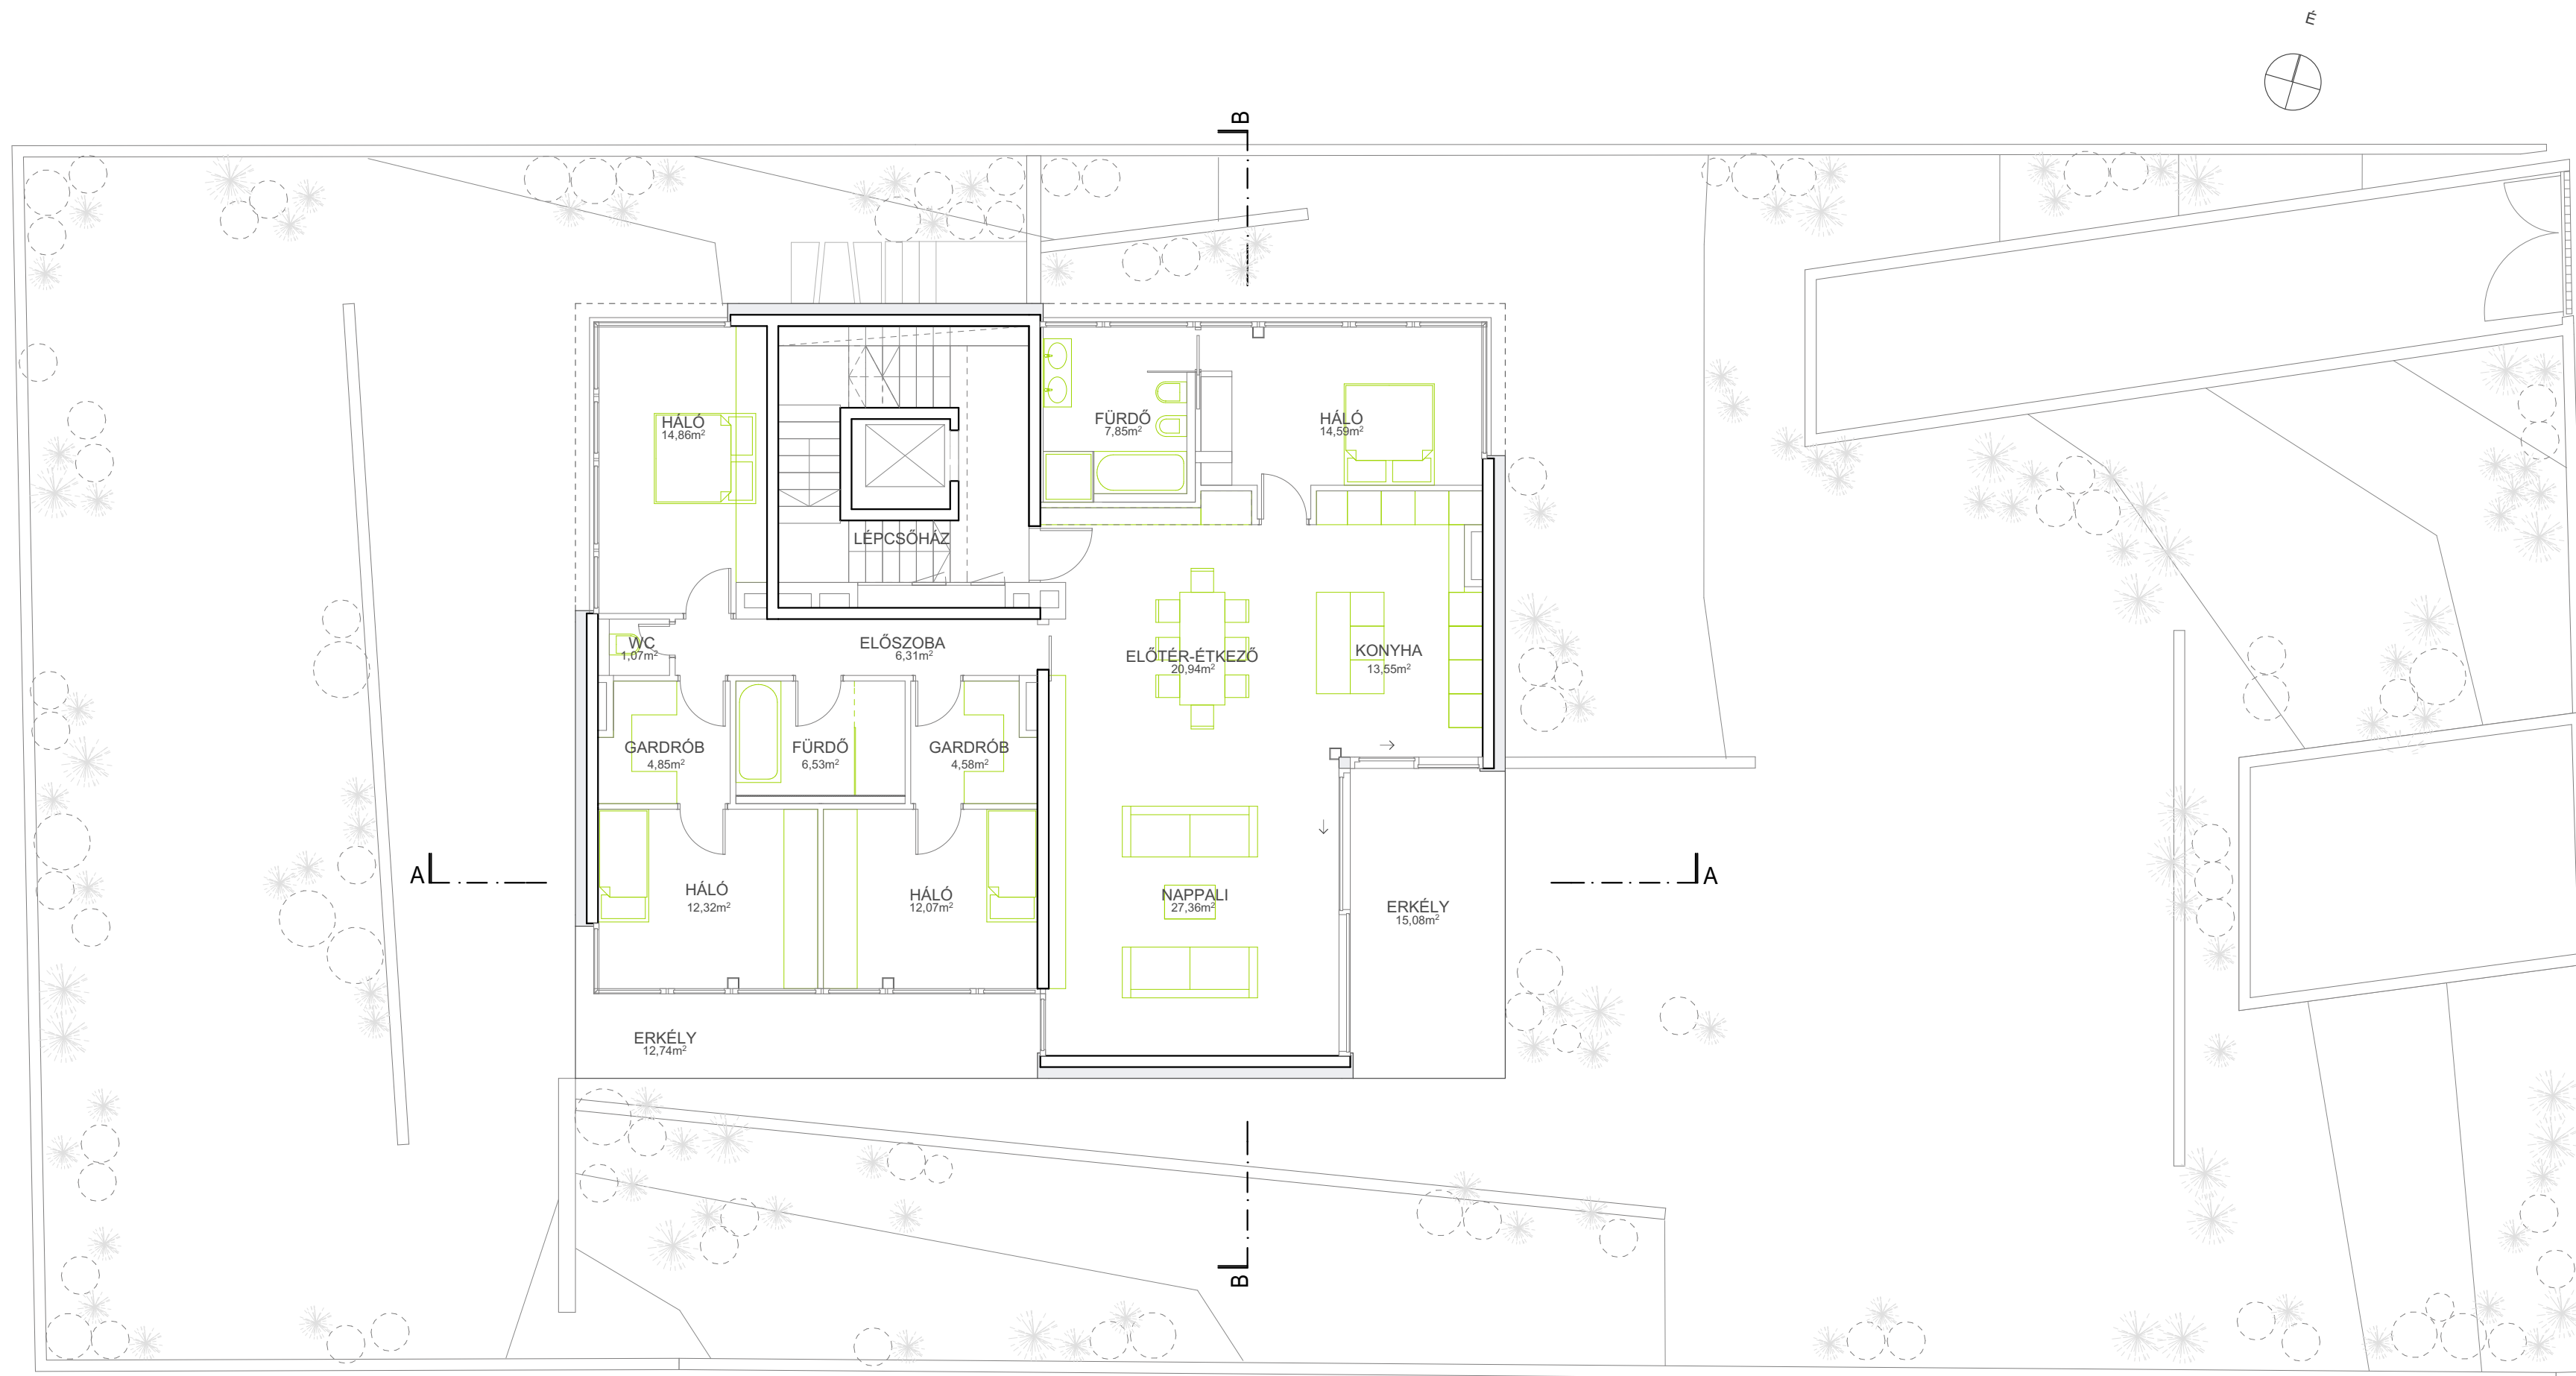 É
B
HÁLÓ
14,86m²
FÜRDŐ
7,85m²
HÁLÓ
14,59m²
LÉPCSŐHÁZ
WC
1,07m²
ELŐSZOBA
6,31m²
ELŐTÉR-ÉTKEZŐ
20,94m²
KONYHA
13,55m²
GARDRÓB
4,85m²
FÜRDŐ
6,53m²
GARDRÓB
4,58m²
A
A
HÁLÓ
12,32m²
HÁLÓ
12,07m²
NAPPALI
27,36m²
ERKÉLY
15,08m²
ERKÉLY
12,74m²
B